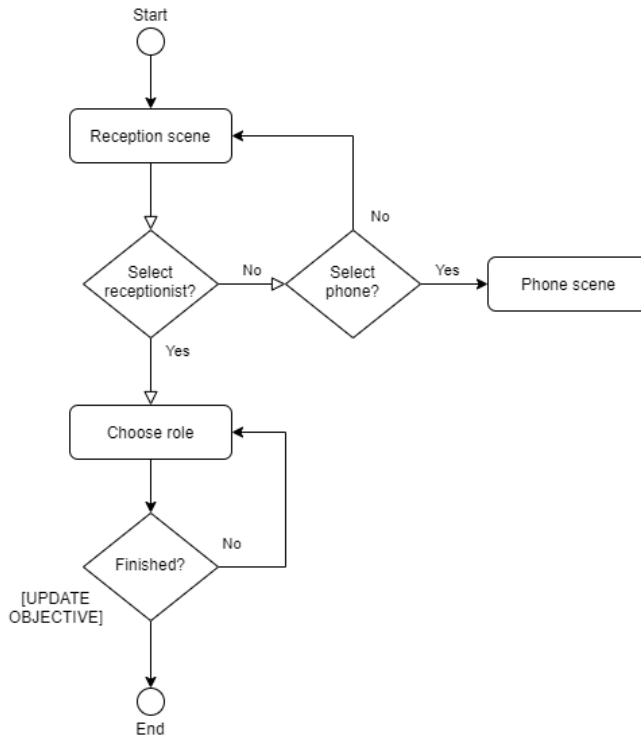 Start
Reception scene
No
Select
receptionist?
No
Select
phone?
Yes
Phone scene
Yes
Choose role
No
Finished?
[UPDATE
OBJECTIVE]
End